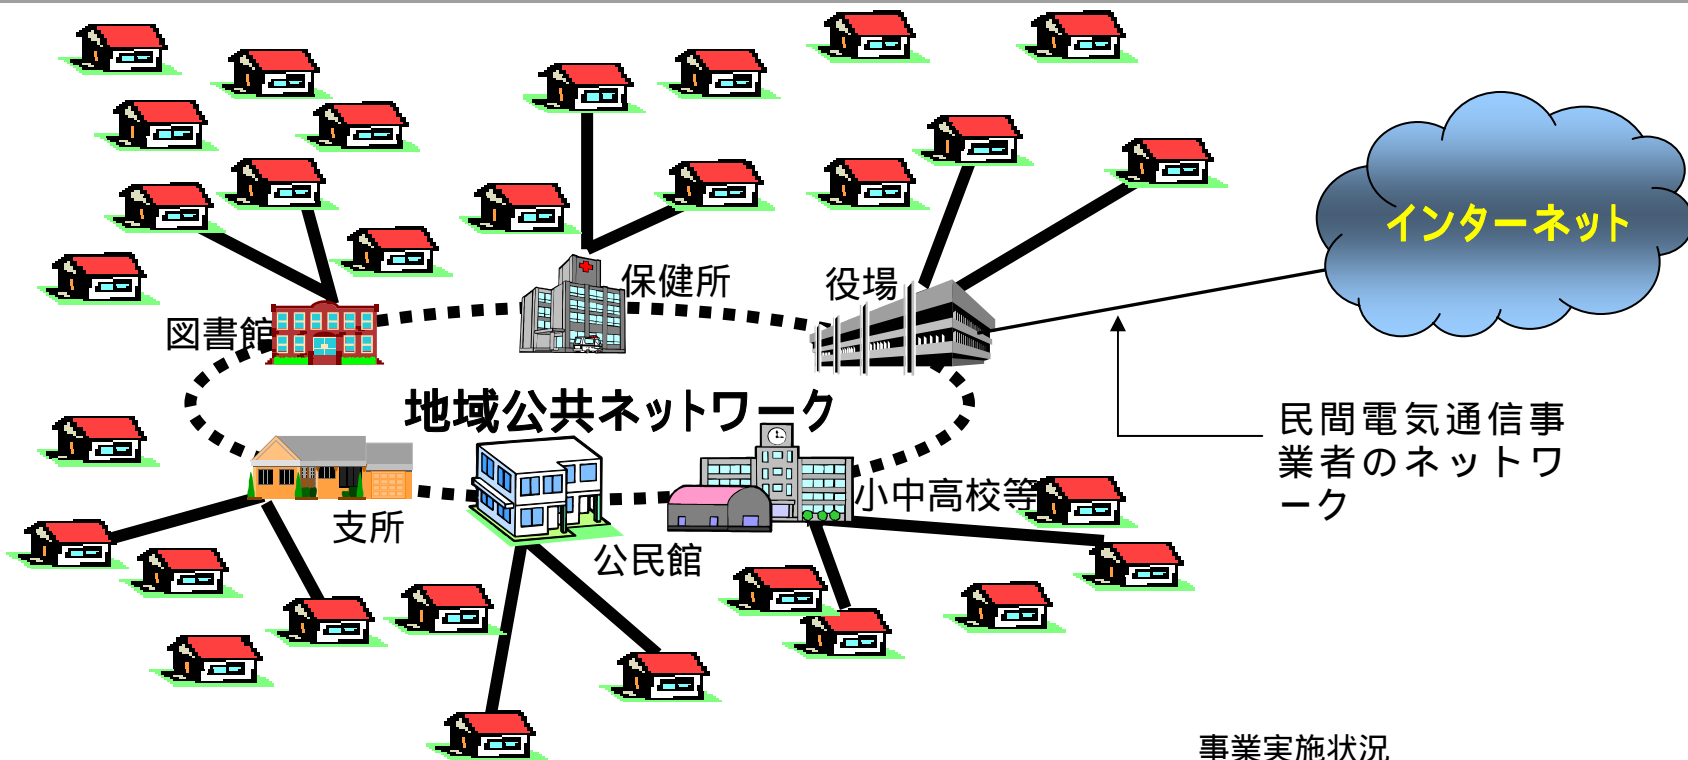 インターネット
保健所
役場
図書館
地域公共ネットワーク
民間電気通信事
業者のネットワ
ーク
小中高校等
支所
公民館
事業実施状況